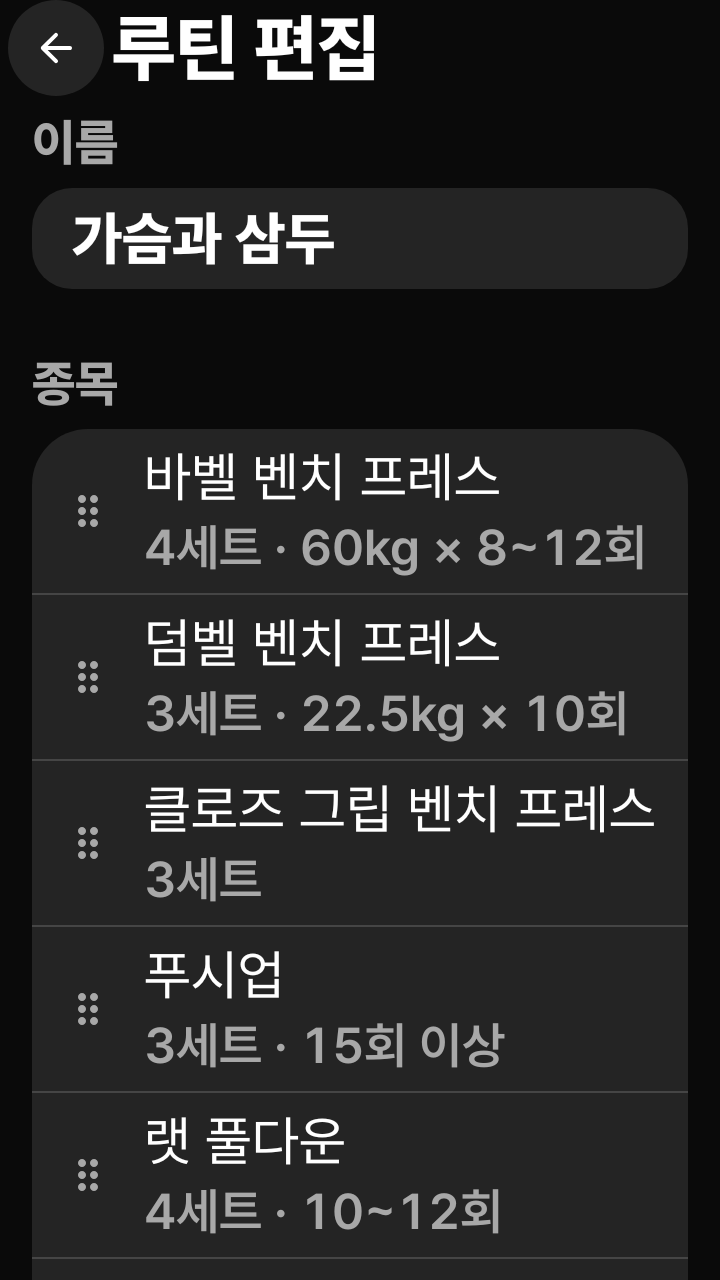 루틴 편집
이름
가슴과 삼두
종목
바벨 벤치 프레스
4세트 · 60kg × 8~12회
덤벨 벤치 프레스
3세트 · 22.5kg × 10회
클로즈 그립 벤치 프레스
3세트
푸시업
3세트 · 15회 이상
랫 풀다운
4세트 · 10~12회